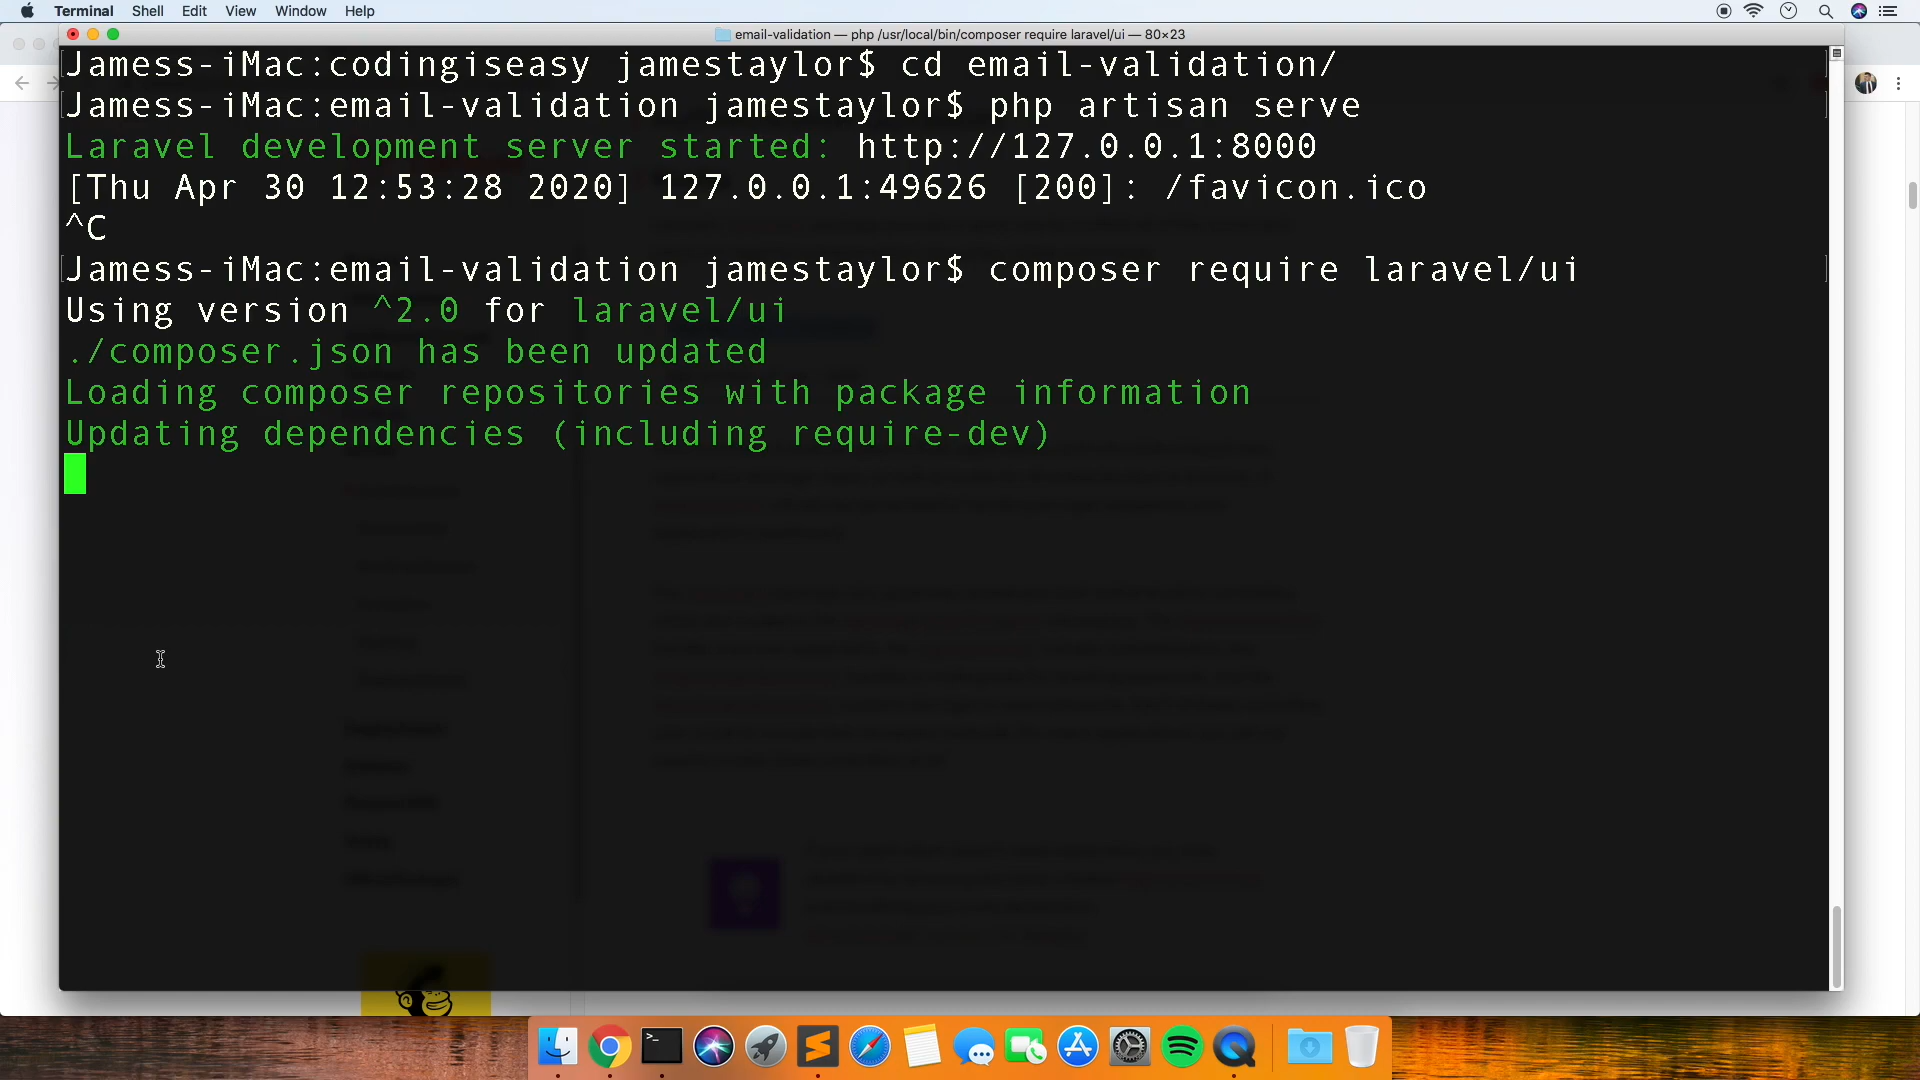 Terminal Shell Edit View Window Help
email-validation — php /usr/local/bin/composer require laravel/ui — 80×23
Jamess-iMac:codingiseasy jamestaylor$ cd email-validation/
Jamess-iMac:email-validation jamestaylor$ php artisan serve
Laravel development server started: http://127.0.0.1:8000
[Thu Apr 30 12:53:28 2020] 127.0.0.1:49626 [200]: /favicon.ico
^C
Jamess-iMac:email-validation jamestaylor$ composer require laravel/ui
Using version ^2.0 for laravel/ui
./composer.json has been updated
Loading composer repositories with package information
Updating dependencies (including require-dev)